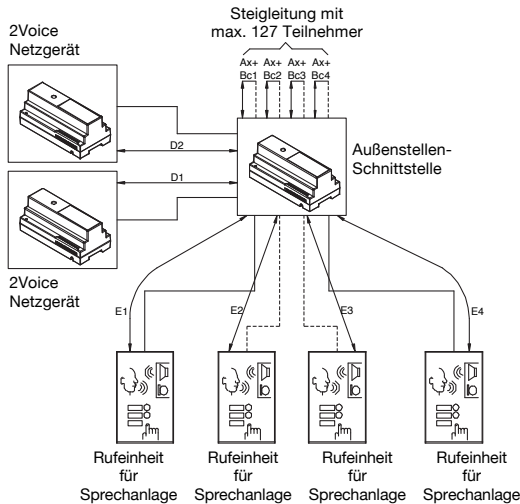 Steigleitung mit
max. 127 Teilnehmer
2Voice
Netzgerät
Ax+ Ax+ Ax+ Ax+
Bc1 Bc2 Bc3 Bc4
D2
Außenstellen-
Schnittstelle
D1
2Voice
Netzgerät
E1 E2 E3 E4
Rufeinheit Rufeinheit Rufeinheit Rufeinheit
für für für für
Sprechanlage Sprechanlage Sprechanlage Sprechanlage